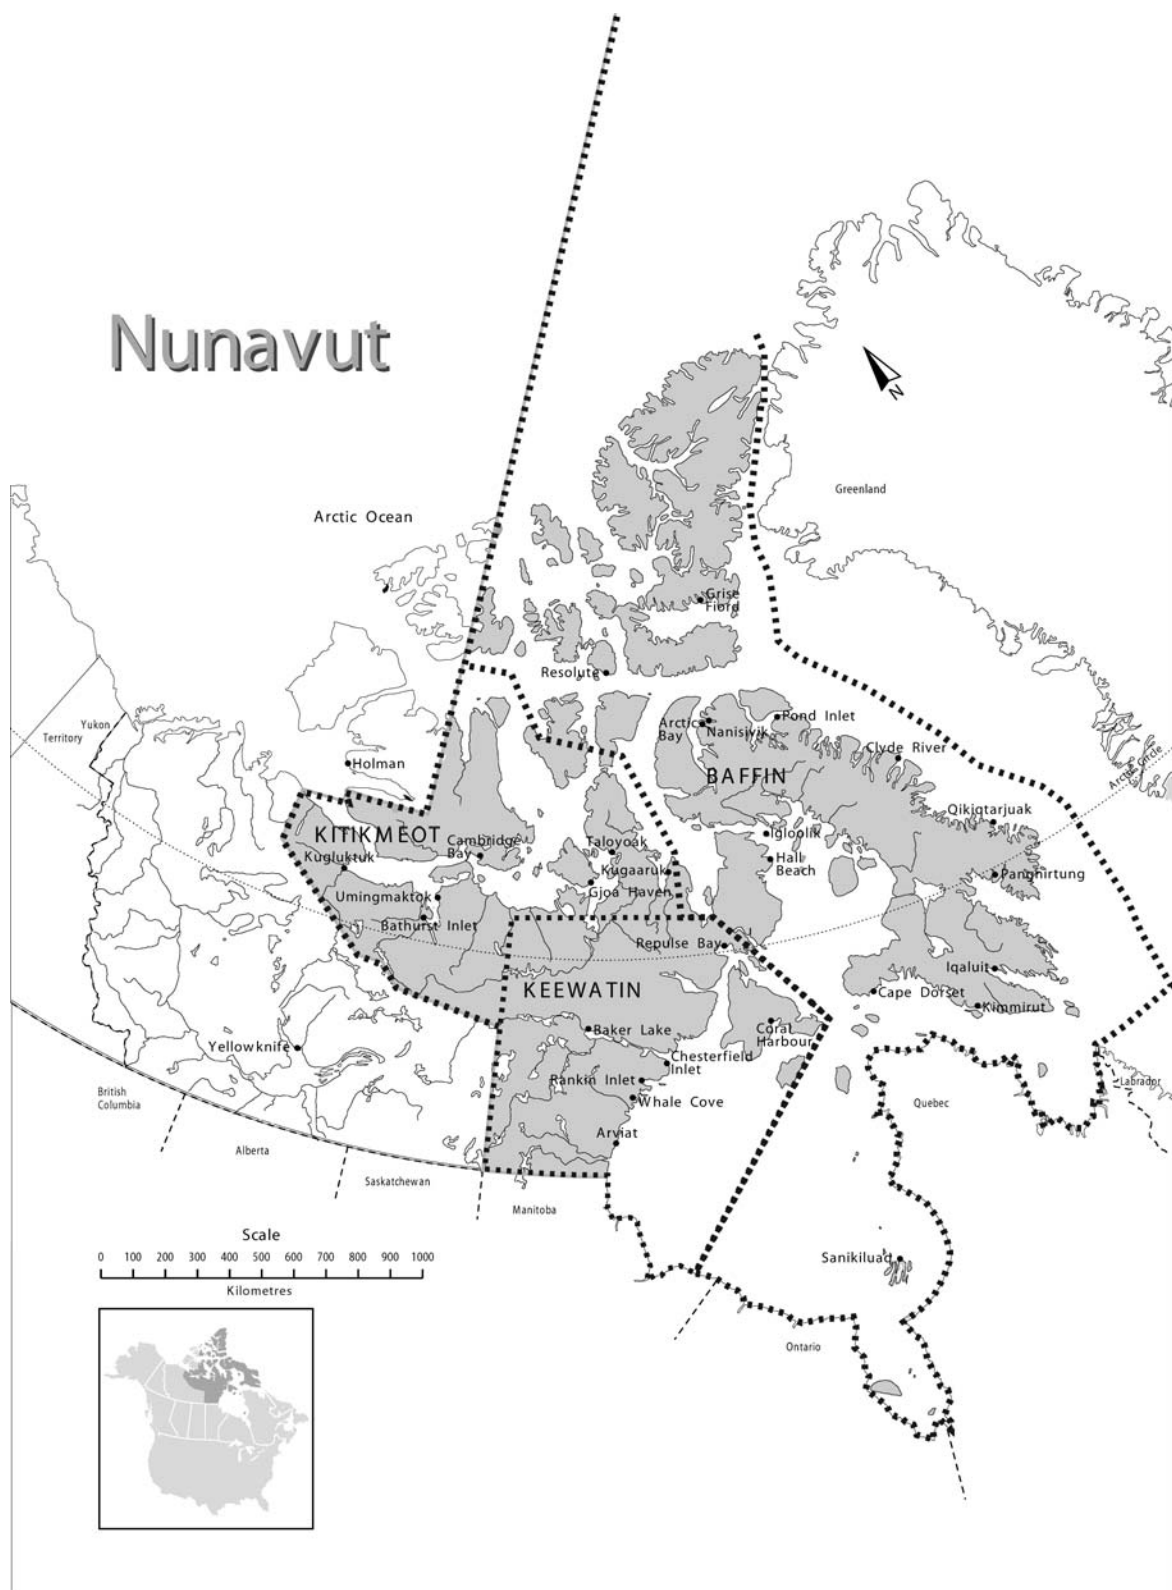 Nunavut
N
Greenland
Arctic Ocean
Grise
Fiord
Resolute
Yukon
Territory
Arctic
Bay
Nanisivik
Pond Inlet
Clyde River
Arctic Circle
Holman
BAFFIN
KITIKMEOT
Cambridge
Bay
Taloyoak
Igloolik
Qikiqtarjuak
Kugluktuk
Kugaaruk
Hall
Beach
Panghirtung
Umingmaktok
Gjoa Haven
Bathurst Inlet
Repulse Bay
Iqaluit
KEEWATIN
Cape Dorset
Kimmirut
Yellowknife
Baker Lake
Coral
Harbour
Chesterfield
Inlet
Rankin Inlet
Labrador
British
Columbia
Whale Cove
Quebec
Arviat
Alberta
Saskatchewan
Manitoba
Scale
0 100 200 300 400 500 600 700 800 900 1000
Kilometres
Sanikiluaq
Ontario